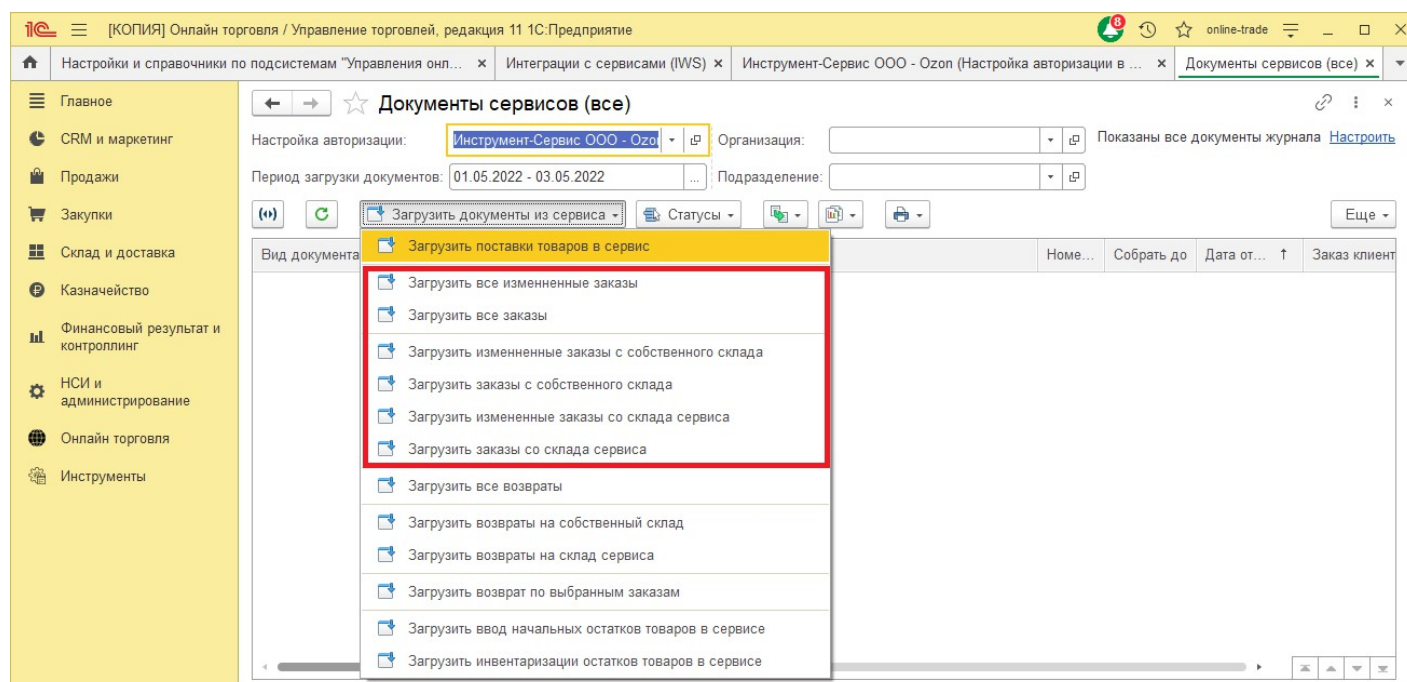 [КОПИЯ] Онлайн торговля / Управление торговлей, редакция 11 1С:Предприятие
8
online-trade
Настройки и справочники по подсистемам "Управления онл...
Интеграции с сервисами (IWS)
Инструмент-Сервис ООО - Ozon (Настройка авторизации в ...
Документы сервисов (все)
Главное
CRM и маркетинг
Продажи
Закупки
Склад и доставка
Казначейство
Финансовый результат и
контроллинг
НСИ и
администрирование
Онлайн торговля
Инструменты
Документы сервисов (все)
Настройка авторизации:
Инструмент-Сервис ООО - Ozon
Организация:
Показаны все документы журнала Настроить
Период загрузки документов:
01.05.2022 - 03.05.2022
...
Подразделение:
Загрузить документы из сервиса
Статусы
Еще
Вид документа
Номе...
Собрать до
Дата от... ↑
Заказ клиент
Загрузить поставки товаров в сервис
Загрузить все измненные заказы
Загрузить все заказы
Загрузить изменненные заказы с собственного склада
Загрузить заказы с собственного склада
Загрузить измененные заказы со склада сервиса
Загрузить заказы со склада сервиса
Загрузить все возвраты
Загрузить возвраты на собственный склад
Загрузить возвраты на склад сервиса
Загрузить возврат по выбранным заказам
Загрузить ввод начальных остатков товаров в сервисе
Загрузить инвентаризации остатков товаров в сервисе